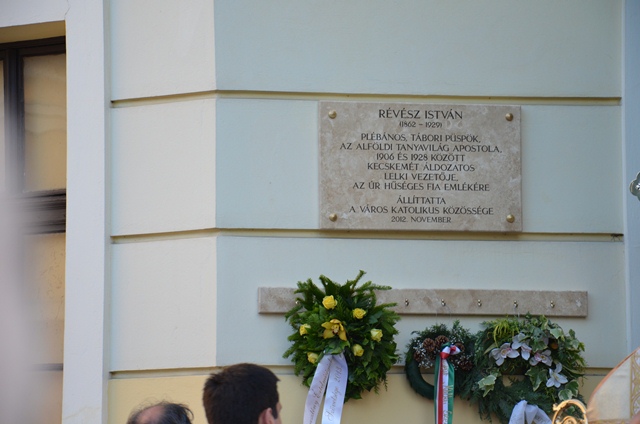 RÉVÉSZ ISTVÁN
(1862 – 1929)
PLÉBÁNOS, TÁBORI PÜSPÖK,
AZ ALFÖLDI TANYAVILÁG APOSTOLA,
1906 ÉS 1928 KÖZÖTT
KECSKEMÉT ÁLDOZATOS
LELKI VEZETŐJE,
AZ ÚR HŰSÉGES FIA EMLÉKÉRE
ÁLLÍTTATTA
A VÁROS KATOLIKUS KÖZÖSSÉGE
2012. NOVEMBER